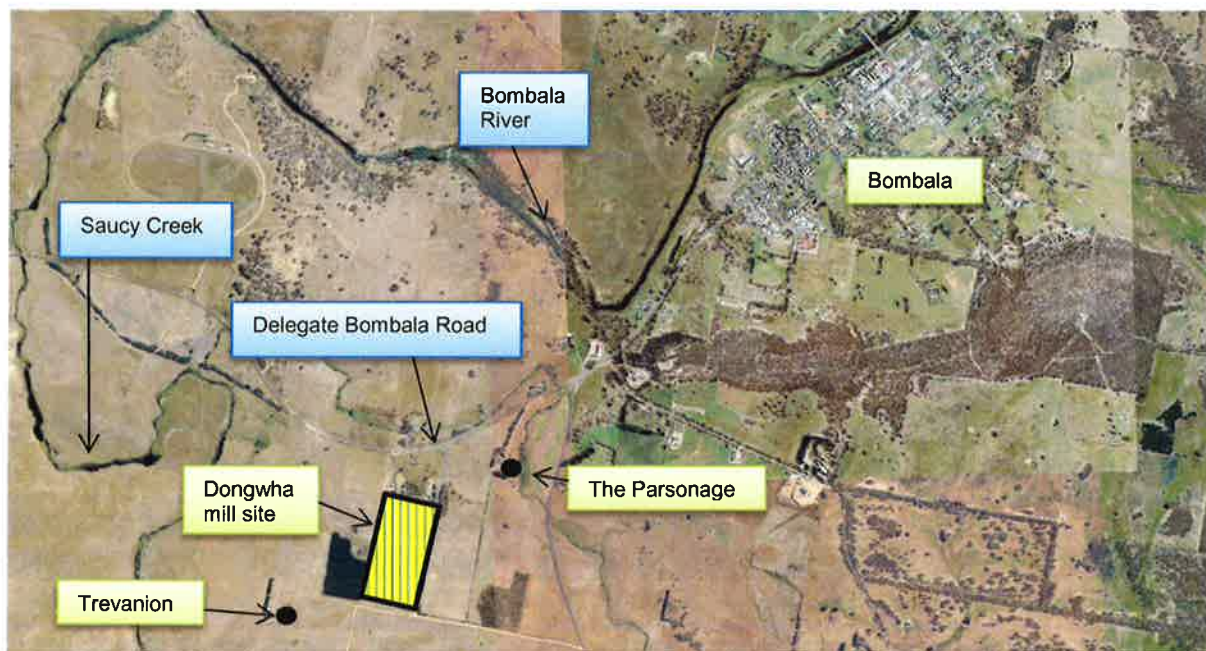 Bombala
River
Bombala
Saucy Creek
Delegate Bombala Road
Dongwha
mill site
The Parsonage
Trevanion